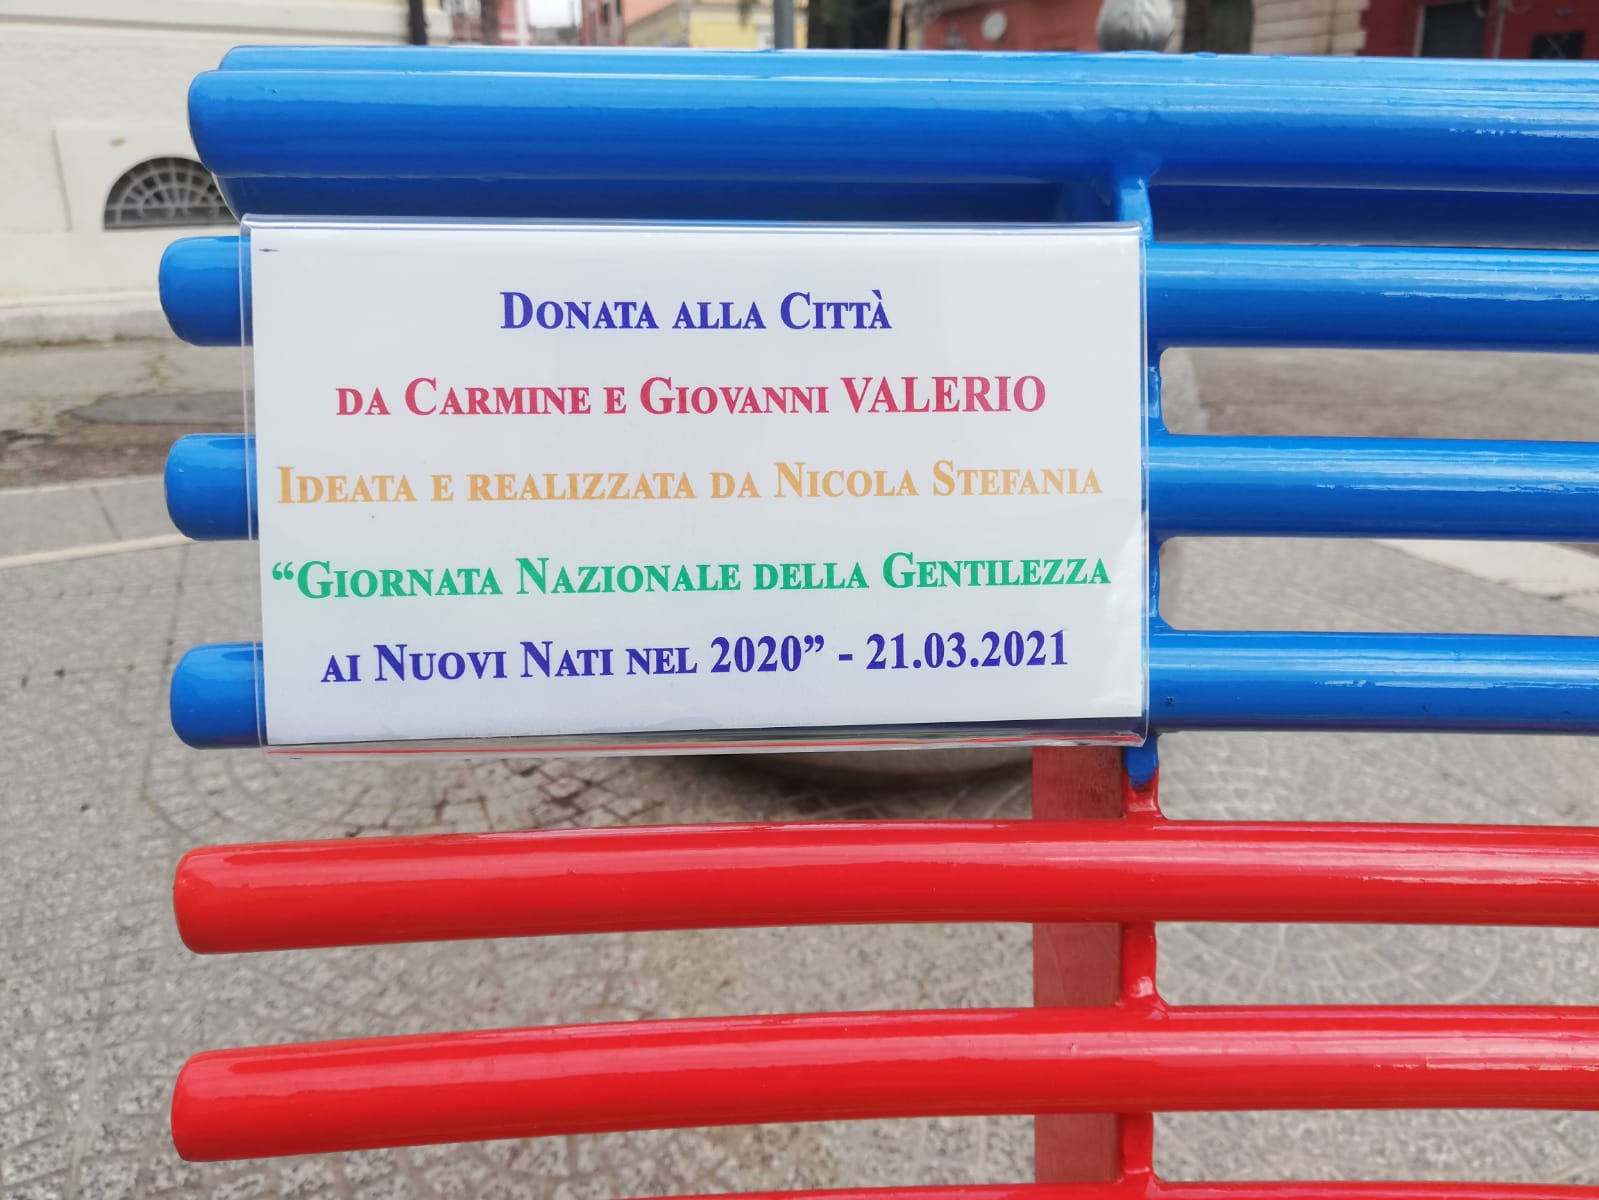 Donata alla Città
da Carmine e Giovanni VALERIO
Ideata e realizzata da Nicola Stefania
“Giornata Nazionale della Gentilezza
ai Nuovi Nati nel 2020” - 21.03.2021